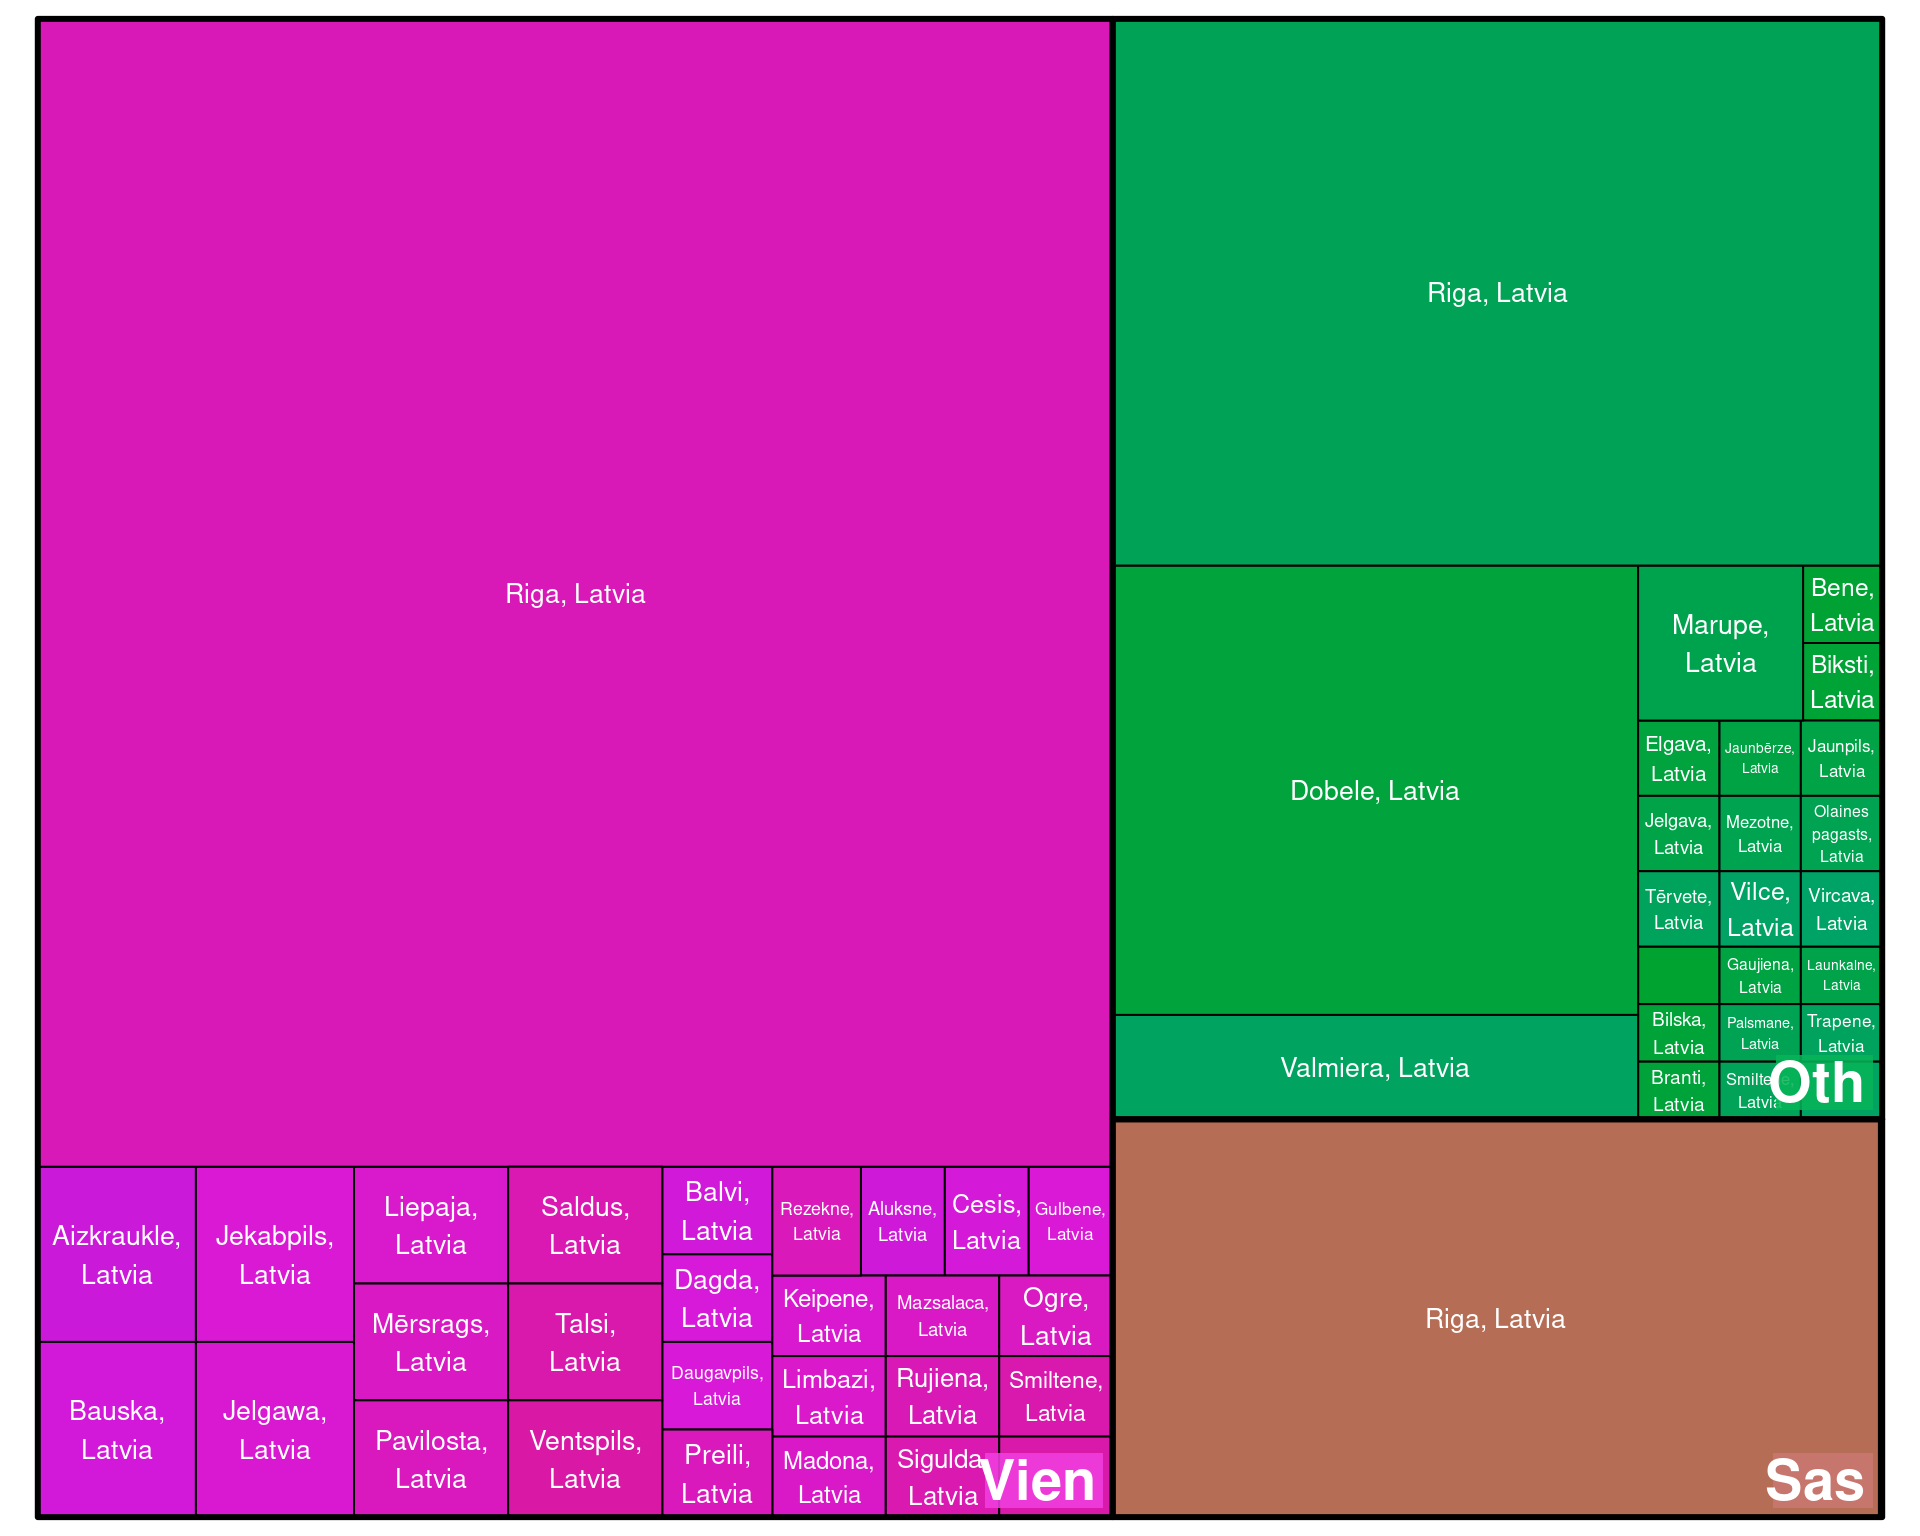 Riga, Latvia
Aizkraukle,
Latvia
Bauska,
Latvia
Jekabpils,
Latvia
Jelgawa,
Latvia
Liepaja,
Latvia
Mērsrags,
Latvia
Pavilosta,
Latvia
Saldus,
Latvia
Talsi,
Latvia
Ventspils,
Latvia
Balvi,
Latvia
Dagda,
Latvia
Daugavpils,
Latvia
Preili,
Latvia
Rezekne,
Latvia
Aluksne,
Latvia
Cesis,
Latvia
Gulbene,
Latvia
Keipene,
Latvia
Mazsalaca,
Latvia
Ogre,
Latvia
Limbazi,
Latvia
Rujiena,
Latvia
Smiltene,
Latvia
Madona,
Latvia
Sigulda,
Latvia
Vien
Riga, Latvia
Dobele, Latvia
Valmiera, Latvia
Marupe,
Latvia
Bene,
Latvia
Biksti,
Latvia
Elgava,
Latvia
Jaunbērze,
Latvia
Jaunpils,
Latvia
Jelgava,
Latvia
Mezotne,
Latvia
Olaines
pagasts,
Latvia
Tērvete,
Latvia
Vilce,
Latvia
Vircava,
Latvia
Gaujiena,
Latvia
Launkalne,
Latvia
Bilska,
Latvia
Palsmane,
Latvia
Trapene,
Latvia
Branti,
Latvia
Smiltene,
Latvia
Oth
Riga, Latvia
Sas